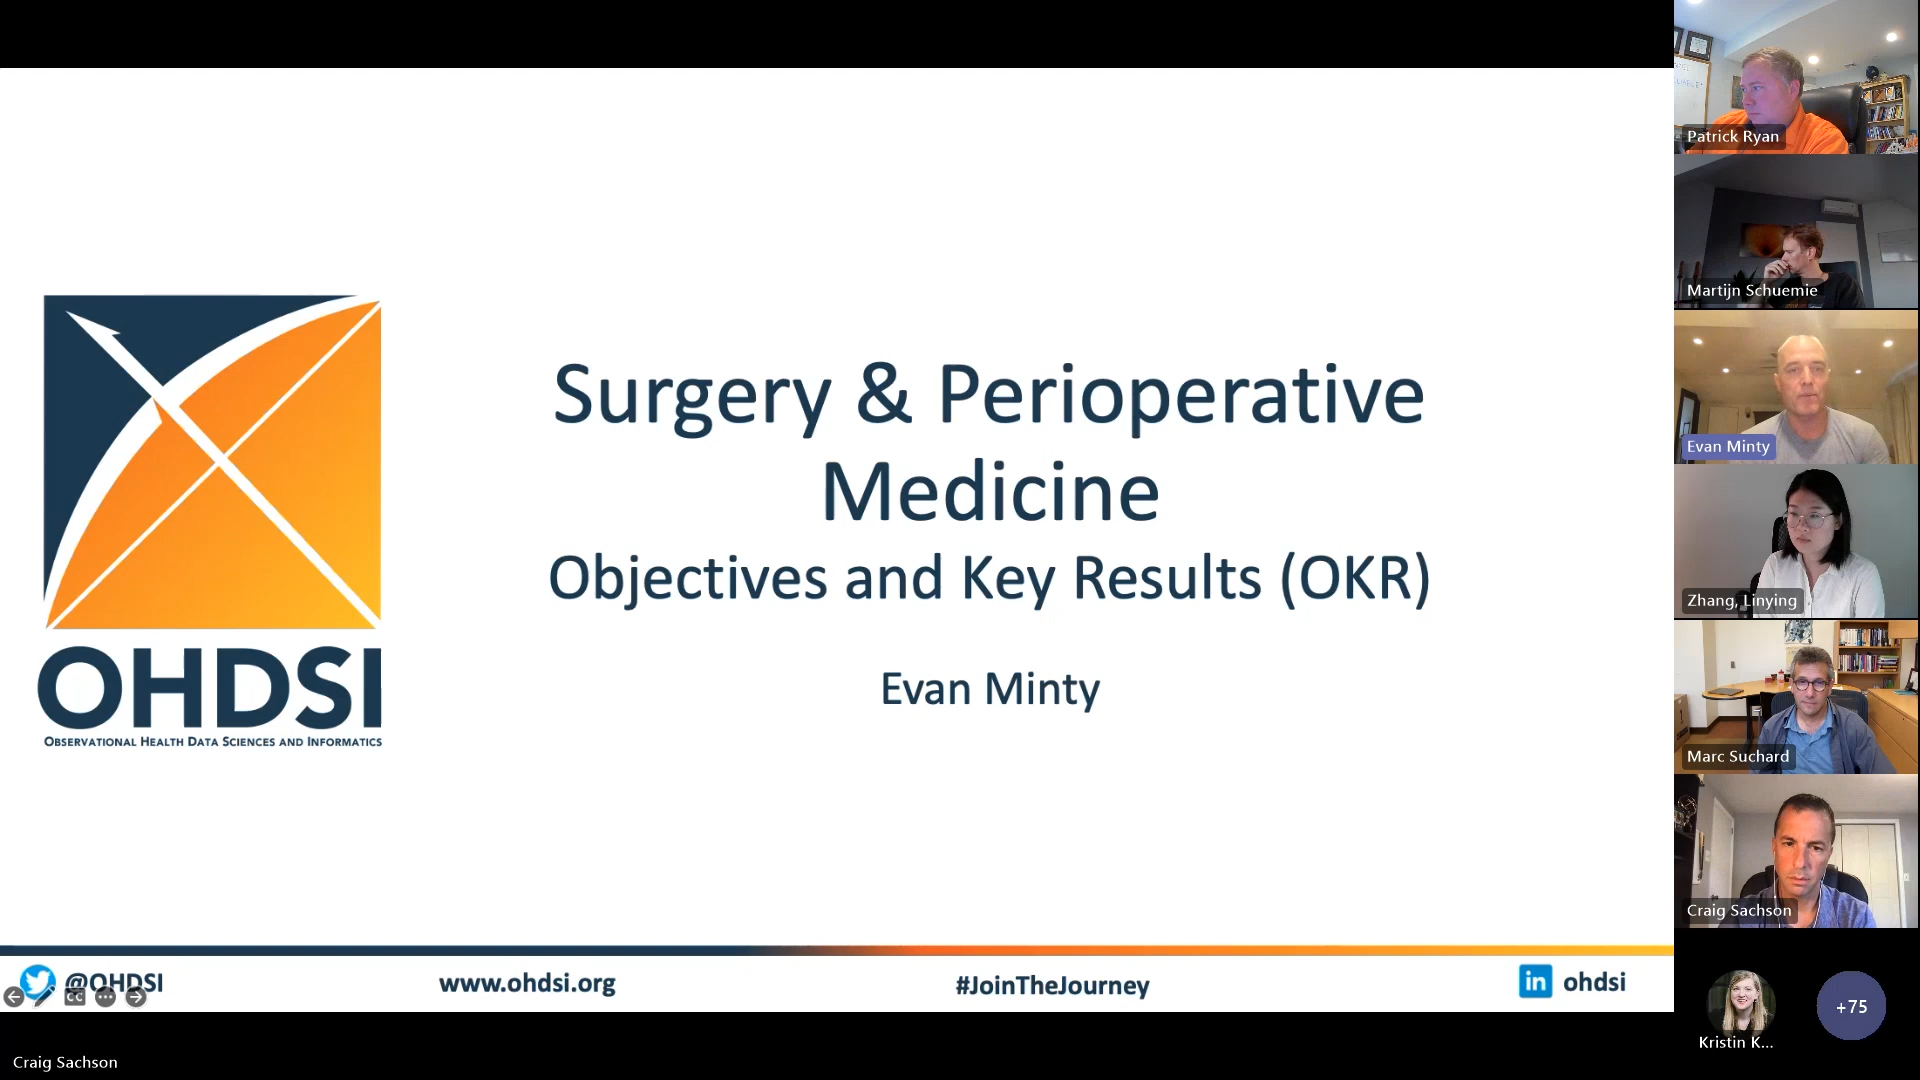 Surgery & Perioperative
Medicine
Objectives and Key Results (OKR)
Evan Minty
OHDSI
OBSERVATIONAL HEALTH DATA SCIENCES AND INFORMATICS
@OHDSI
www.ohdsi.org
#JoinTheJourney
in ohdsi
CC
Craig Sachson
Patrick Ryan
Martijn Schuemie
Evan Minty
Zhang, Linying
Marc Suchard
Craig Sachson
Kristin K...
+75